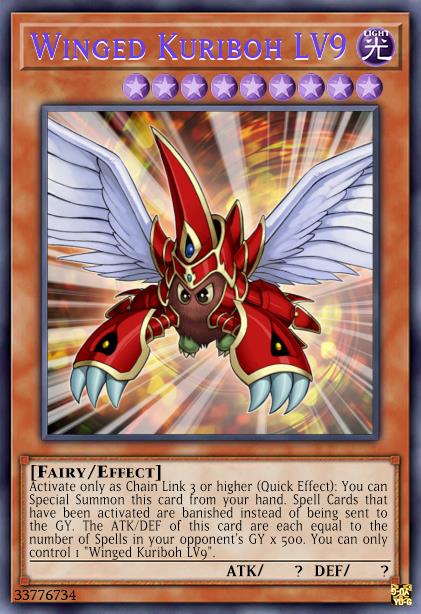 Winged Kuriboh LV9
LIGHT
光
[Fairy/Effect]
Activate only as Chain Link 3 or higher (Quick Effect): You can
Special Summon this card from your hand. Spell Cards that
have been activated are banished instead of being sent
to the GY. The ATK/DEF of this card are each equal to the
number of Spells in your opponent's GY x 500. You can only
control 1 "Winged Kuriboh LV9".
ATK/ ? DEF/ ?
33776734